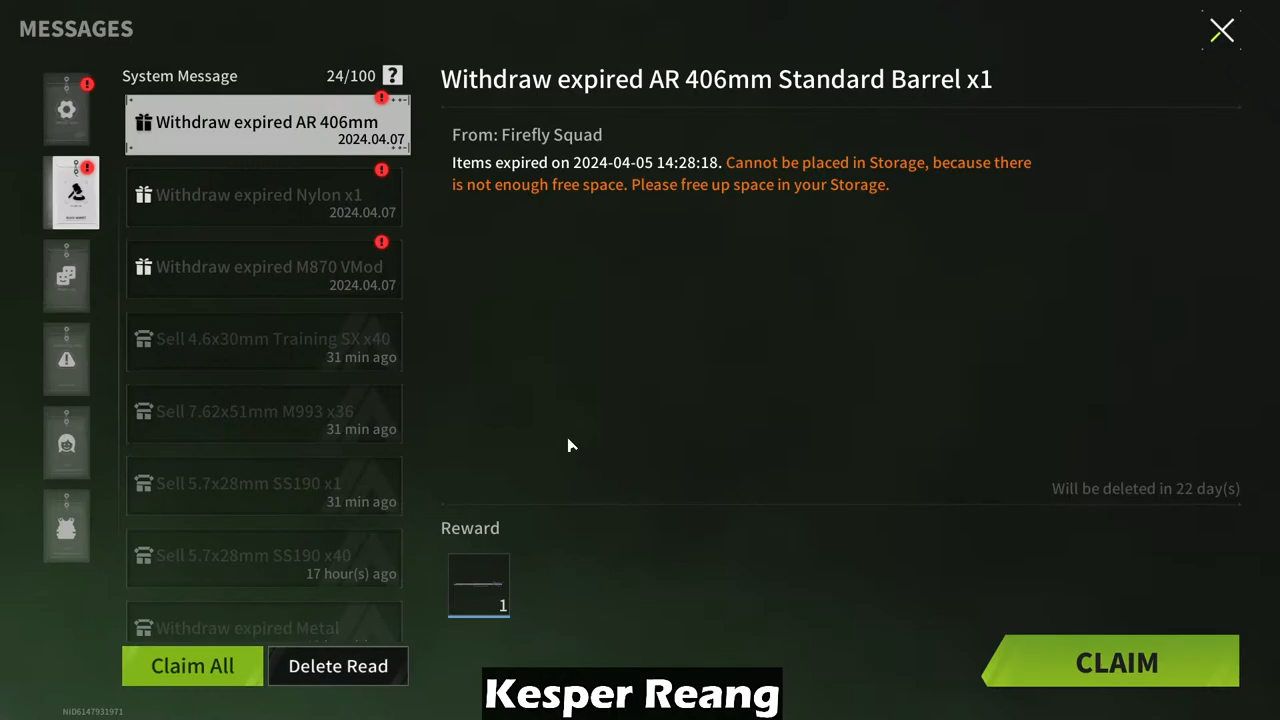 MESSAGES
System Message 24/100 ?
Withdraw expired AR 406mm
2024.04.07
Withdraw expired Nylon x1
2024.04.07
Withdraw expired M870 VMod
2024.04.07
Sell 4.6x30mm Training SX x40
31 min ago
Sell 7.62x51mm M993 x36
31 min ago
Sell 5.7x28mm SS190 x1
31 min ago
Sell 5.7x28mm SS190 x40
17 hour(s) ago
Withdraw expired Metal
Claim All
Delete Read
Withdraw expired AR 406mm Standard Barrel x1
From: Firefly Squad
Items expired on 2024-04-05 14:28:18. Cannot be placed in Storage, because there
is not enough free space. Please free up space in your Storage.
Will be deleted in 22 day(s)
Reward
1
CLAIM
Kesper Reang
NID6147931971